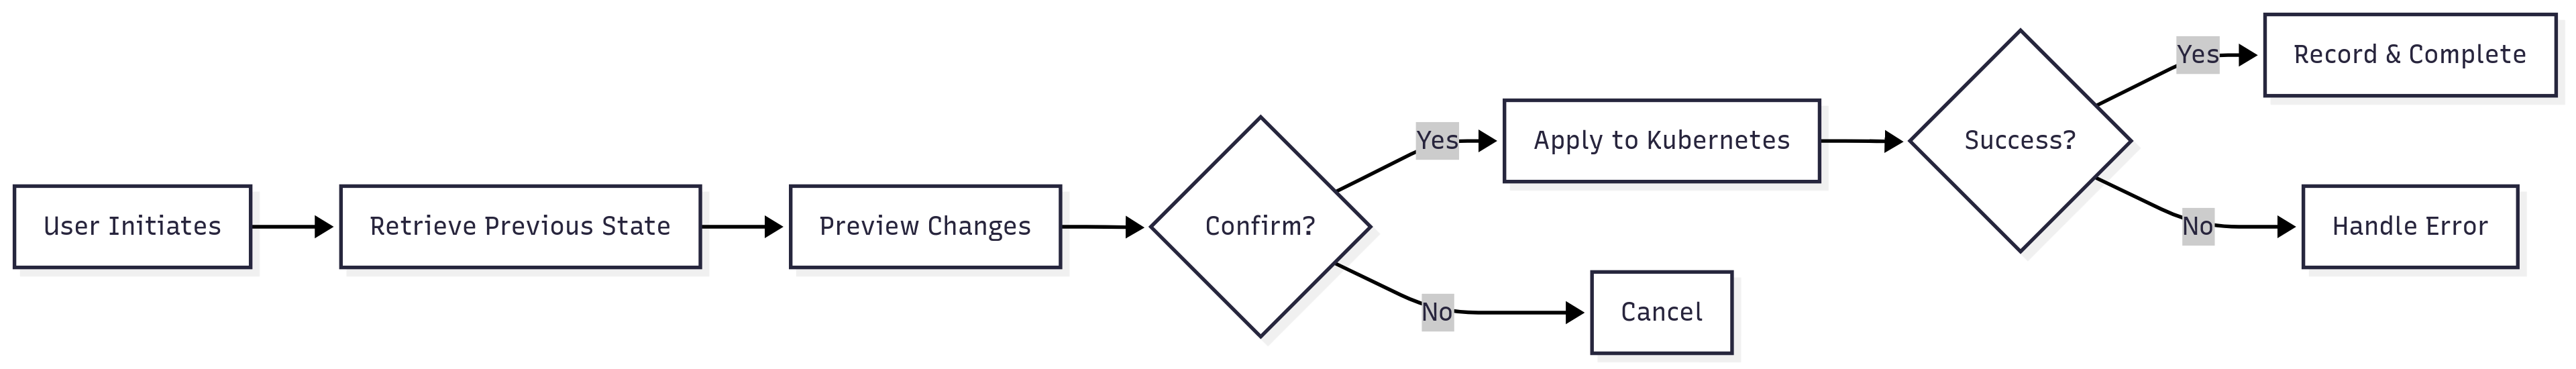 User Initiates
Retrieve Previous State
Preview Changes
Confirm?
Yes
Apply to Kubernetes
No
Cancel
Success?
Yes
Record & Complete
No
Handle Error